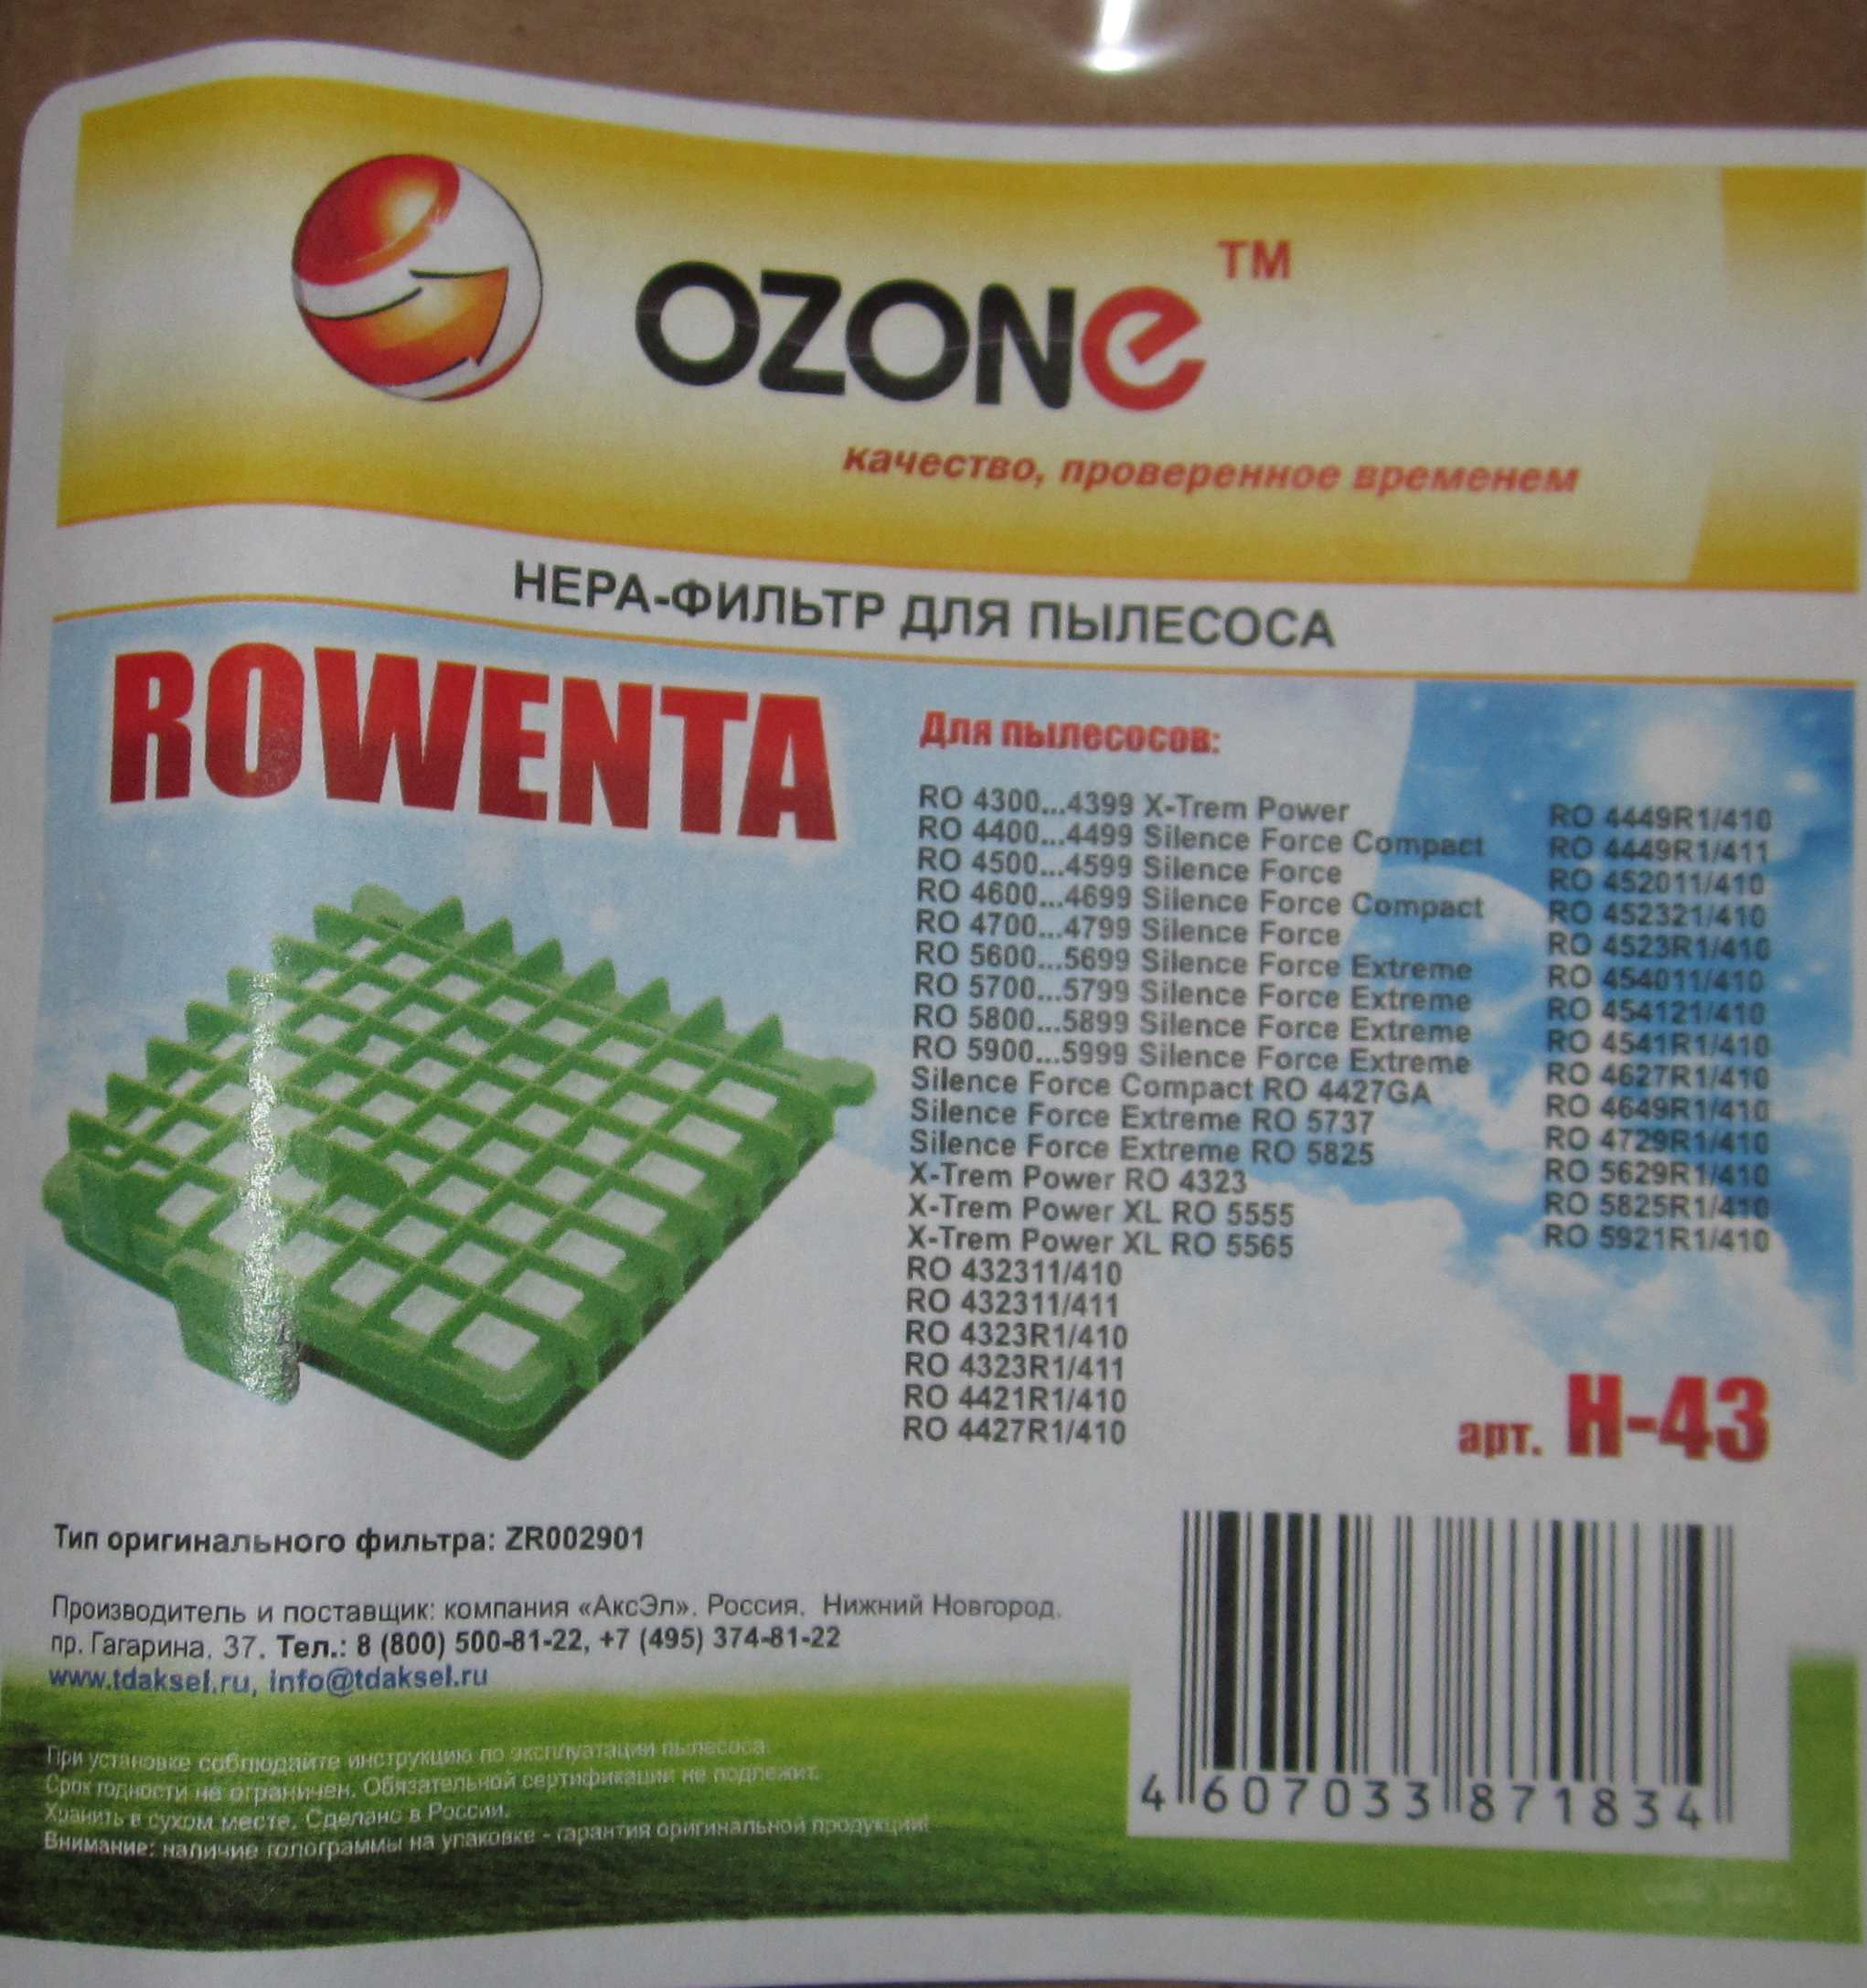 OZONe TM
качество, проверенное временем
HEPA-ФИЛЬТР ДЛЯ ПЫЛЕСОСА
ROWENTA
Для пылесосов:
RO 4300...4399 X-Trem Power
RO 4400...4499 Silence Force Compact
RO 4500...4599 Silence Force
RO 4600...4699 Silence Force Compact
RO 4700...4799 Silence Force
RO 5600...5699 Silence Force Extreme
RO 5700...5799 Silence Force Extreme
RO 5800...5899 Silence Force Extreme
RO 5900...5999 Silence Force Extreme
Silence Force Compact RO 4427GA
Silence Force Extreme RO 5737
Silence Force Extreme RO 5825
X-Trem Power RO 4323
X-Trem Power XL RO 5555
X-Trem Power XL RO 5565
RO 432311/410
RO 432311/411
RO 4323R1/410
RO 4323R1/411
RO 4421R1/410
RO 4427R1/410
RO 4449R1/410
RO 4449R1/411
RO 452011/410
RO 452321/410
RO 4523R1/410
RO 454011/410
RO 454121/410
RO 4541R1/410
RO 4627R1/410
RO 4649R1/410
RO 4729R1/410
RO 5629R1/410
RO 5825R1/410
RO 5921R1/410
арт. H-43
Тип оригинального фильтра: ZR002901
Производитель и поставщик: компания «АксЭл». Россия. Нижний Новгород.
пр. Гагарина, 37. Тел.: 8 (800) 500-81-22, +7 (495) 374-81-22
www.tdaksel.ru, info@tdaksel.ru
При установке соблюдайте инструкцию по эксплуатации пылесоса.
Срок годности не ограничен. Обязательной сертификации не подлежит.
Хранить в сухом месте. Сделано в России.
Внимание: наличие голограммы на упаковке - гарантия оригинальной продукции!
4 607033 871834